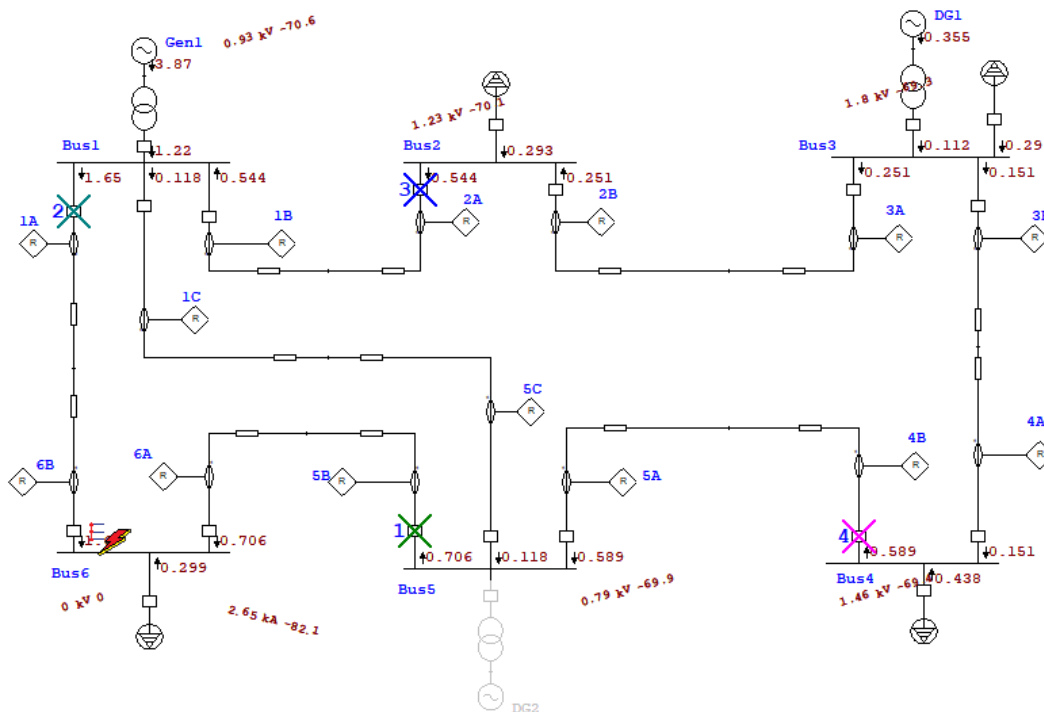 DG1
Gen1
0.93 kV -70.6
0.355
3.87
1.8 kV -69.3
1.23 kV -70.1
Bus1
1.22
Bus2
0.293
Bus3
0.112
0.29
1.65
0.118
0.544
0.544
0.251
0.251
0.151
2
3
1A
1B
2A
2B
3A
R
R
R
R
R
R
1C
R
5C
R
6B
6A
5B
5A
4B
4A
R
R
R
R
R
R
1
4
0.706
0.706
0.118
0.589
0.589
0.151
Bus6
0.299
Bus5
Bus4
0.438
0 kV 0
2.65 kA -82.1
0.79 kV -69.9
DG2